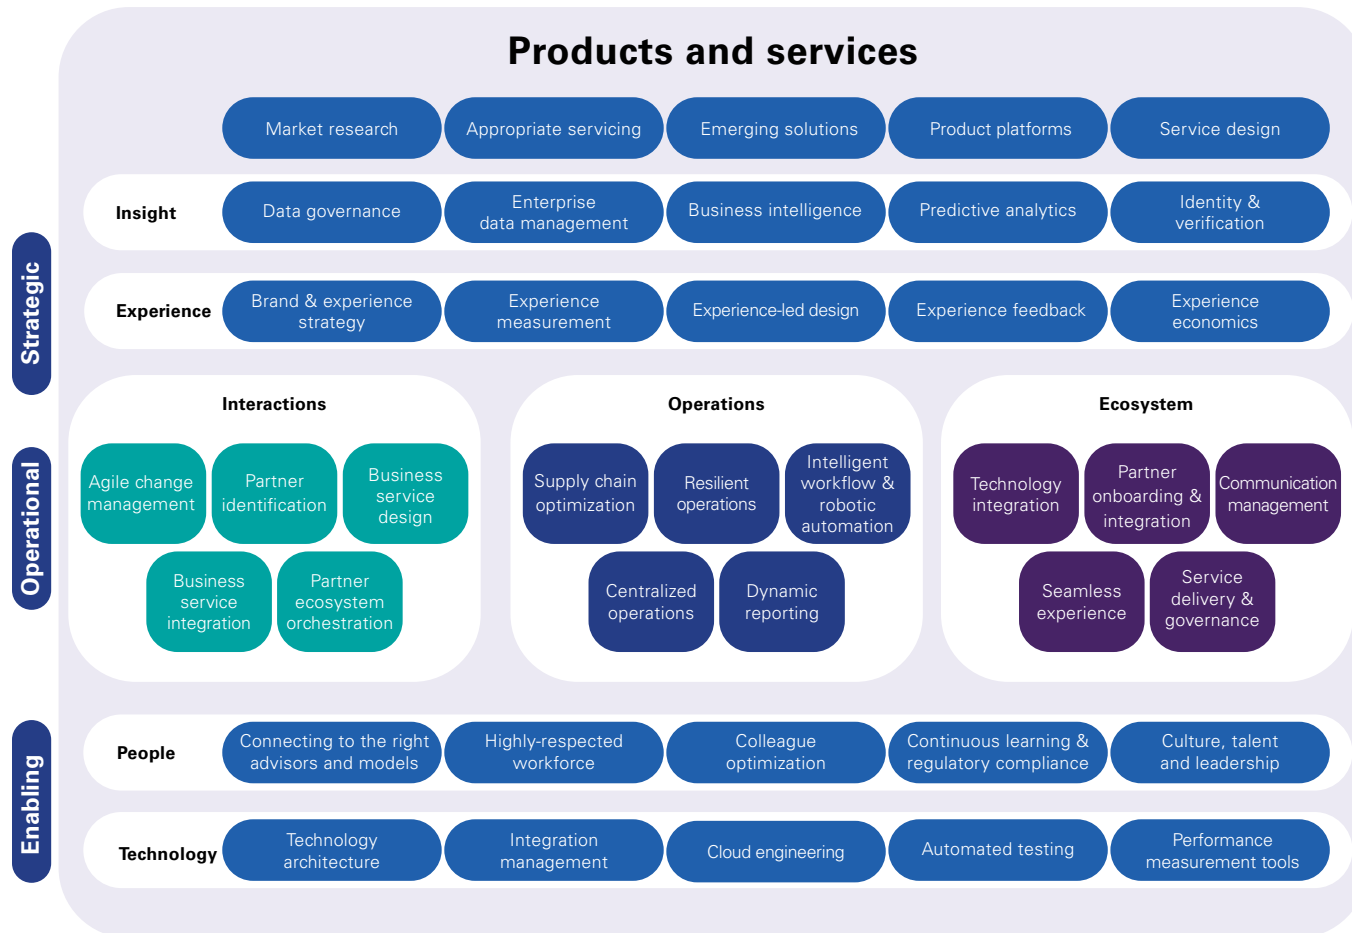 Products and services
Market research
Appropriate servicing
Emerging solutions
Product platforms
Service design
Strategic
Insight
Data governance
Enterprise
data management
Business intelligence
Predictive analytics
Identity &
verification
Experience
Brand & experience
strategy
Experience
measurement
Experience-led design
Experience feedback
Experience
economics
Operational
Interactions
Agile change
management
Partner
identification
Business
service
design
Business
service
integration
Partner
ecosystem
orchestration
Operations
Supply chain
optimization
Resilient
operations
Intelligent
workflow &
robotic
automation
Centralized
operations
Dynamic
reporting
Ecosystem
Technology
integration
Partner
onboarding &
integration
Communication
management
Seamless
experience
Service
delivery &
governance
Enabling
People
Connecting to the right
advisors and models
Highly-respected
workforce
Colleague
optimization
Continuous learning &
regulatory compliance
Culture, talent
and leadership
Technology
Technology
architecture
Integration
management
Cloud engineering
Automated testing
Performance
measurement tools